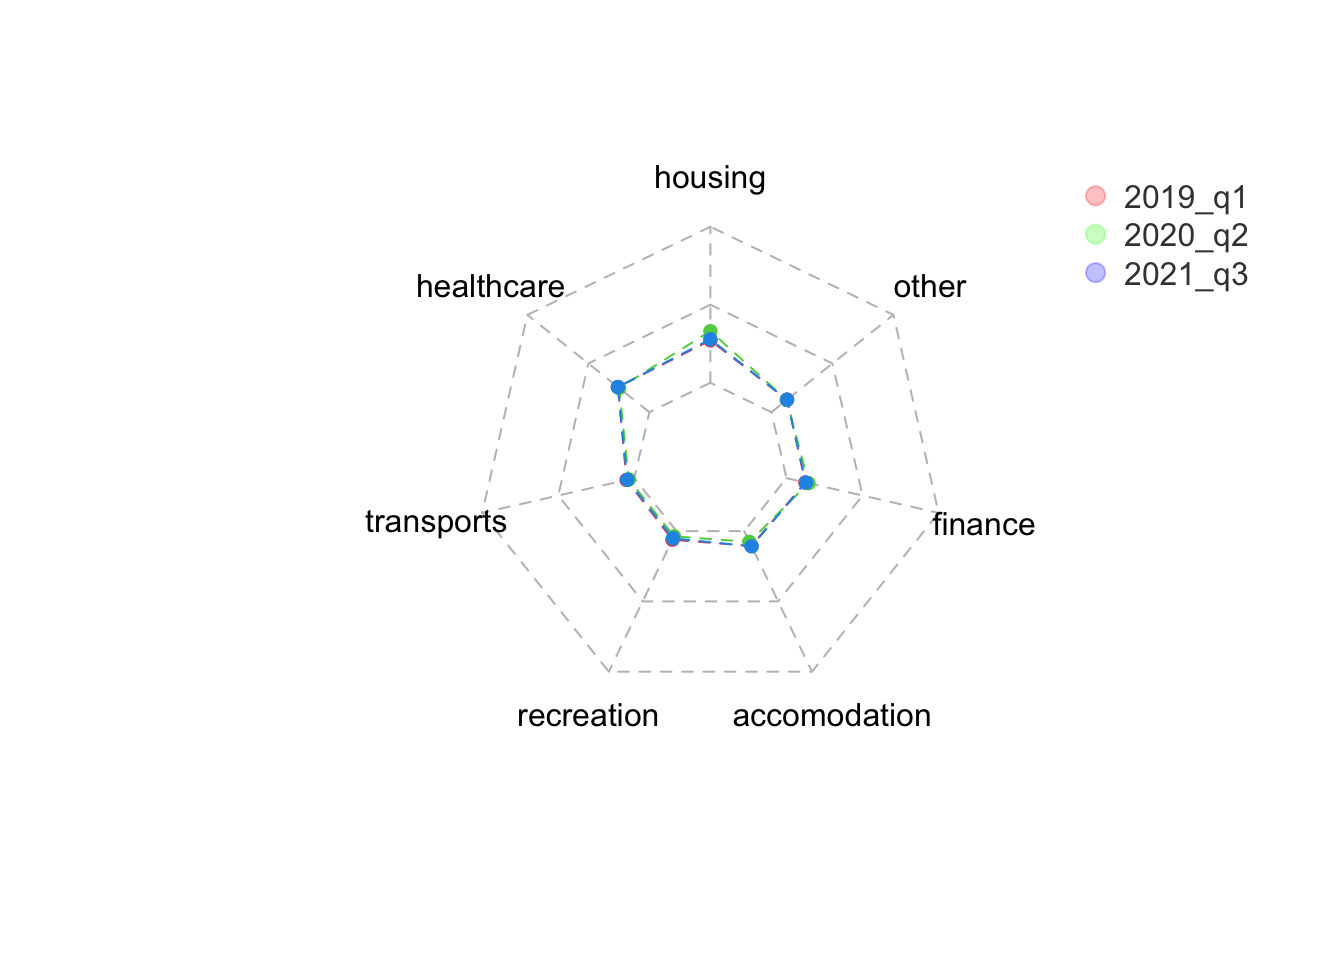 housing
2019_q1
2020_q2
2021_q3
healthcare
other
transports
finance
recreation
accomodation